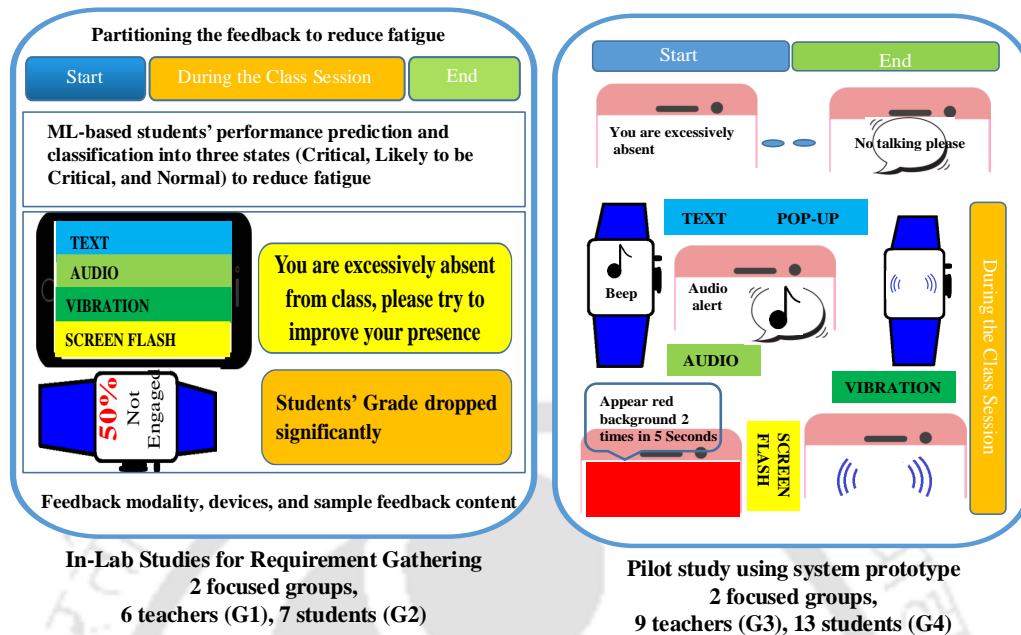 Partitioning the feedback to reduce fatigue
Start
During the Class Session
End
ML-based students’ performance prediction and
classification into three states (Critical, Likely to be
Critical, and Normal) to reduce fatigue
TEXT
AUDIO
VIBRATION
SCREEN FLASH
You are excessively absent
from class, please try to
improve your presence
50%
Not
Engaged
Students’ Grade dropped
significantly
Feedback modality, devices, and sample feedback content
In-Lab Studies for Requirement Gathering
2 focused groups,
6 teachers (G1), 7 students (G2)
Start
End
You are excessively
absent
No talking please
TEXT
POP-UP
Beep
Audio
alert
AUDIO
VIBRATION
During the Class Session
Appear red
background 2
times in 5 Seconds
SCREEN
FLASH
Pilot study using system prototype
2 focused groups,
9 teachers (G3), 13 students (G4)